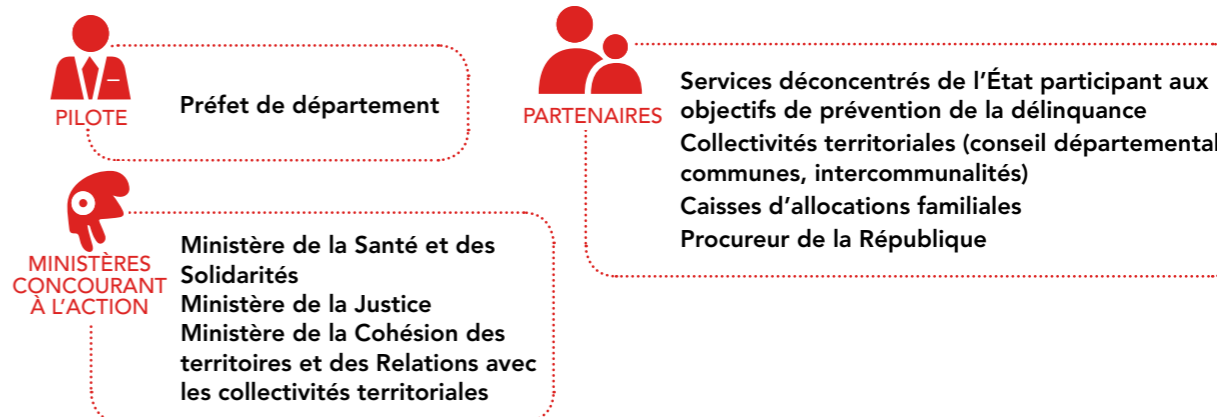 PILOTE
Préfet de département
MINISTÈRES
CONCOURANT
À L'ACTION
Ministère de la Santé et des
Solidarités
Ministère de la Justice
Ministère de la Cohésion des
territoires et des Relations avec
les collectivités territoriales
PARTENAIRES
Services déconcentrés de l'État participant aux
objectifs de prévention de la délinquance
Collectivités territoriales (conseil départemental
communes, intercommunalités)
Caisses d'allocations familiales
Procureur de la République